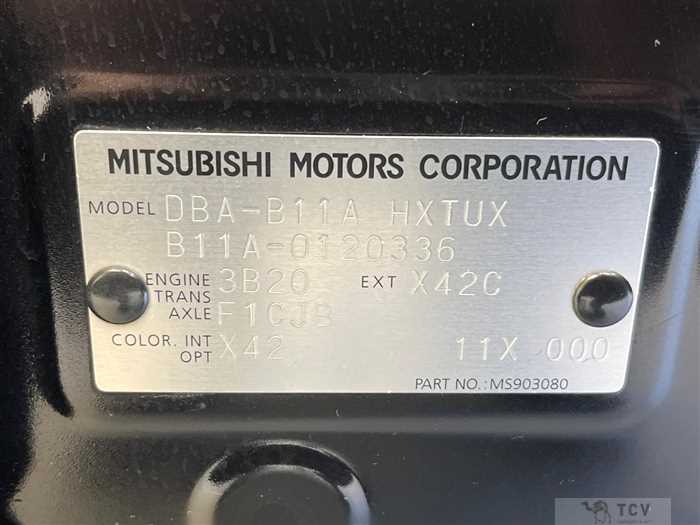 MITSUBISHI MOTORS CORPORATION
MODEL DBA-B11A HXTUX
B11A-0120336
ENGINE 3B20 EXT X42C
TRANS
AXLE F1CJB
COLOR. INT X42 11X 000
OPT
PART NO.: MS903080
TCV